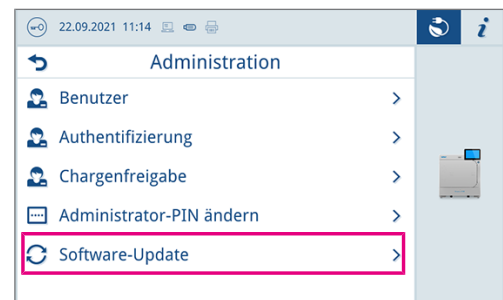 22.09.2021 11:14
i
Administration
Benutzer
Authentifizierung
Chargenfreigabe
Administrator-PIN ändern
Software-Update